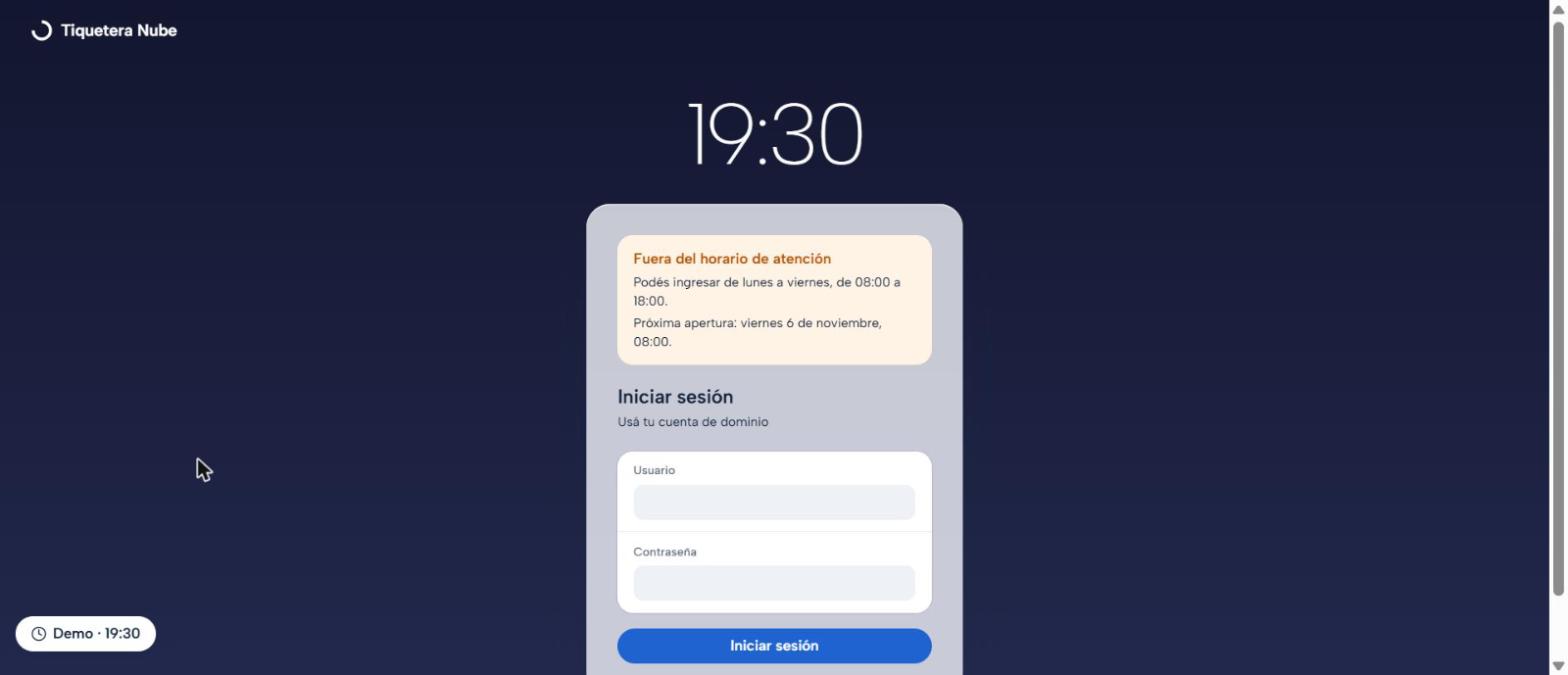 Tiquetera Nube
19:30
Fuera del horario de atención
Podés ingresar de lunes a viernes, de 08:00 a
18:00.
Próxima apertura: viernes 6 de noviembre,
08:00.
Iniciar sesión
Usá tu cuenta de dominio
Usuario
Contraseña
Iniciar sesión
Demo · 19:30